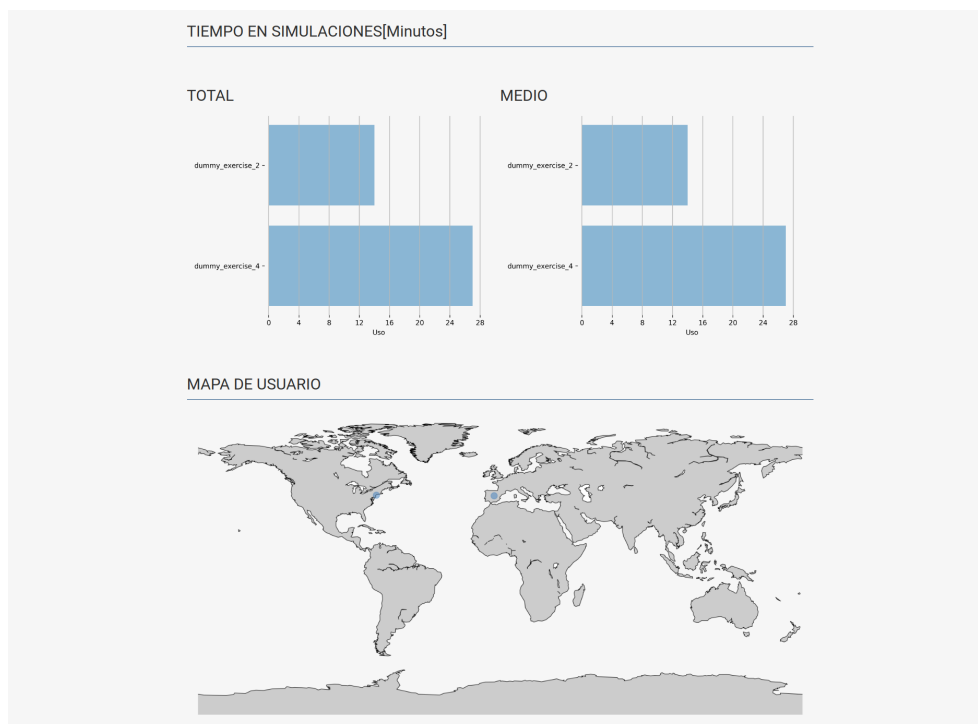 TIEMPO EN SIMULACIONES[Minutos]
TOTAL
dummy_exercise_2
dummy_exercise_4
0 4 8 12 16 20 24 28
Uso
MEDIO
dummy_exercise_2
dummy_exercise_4
0 4 8 12 16 20 24 28
Uso
MAPA DE USUARIO